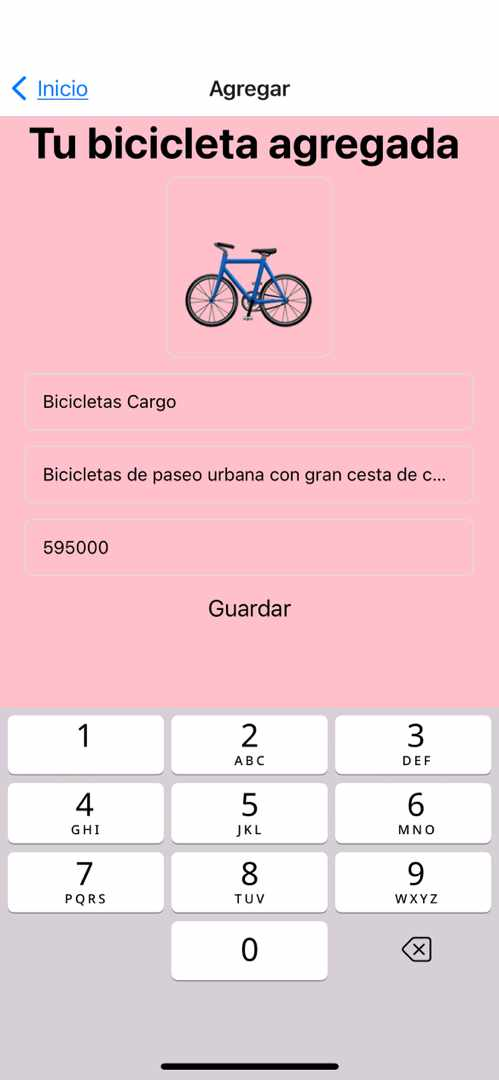 Inicio
Agregar
Tu bicicleta agregada
Bicicletas Cargo
Bicicletas de paseo urbana con gran cesta de c...
595000
Guardar
1
2
3
ABC
DEF
4
5
6
GHI
JKL
MNO
7
8
9
PQRS
TUV
WXYZ
0